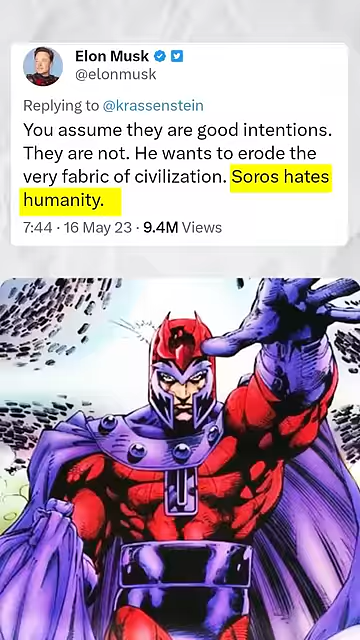 Elon Musk
@elonmusk
Replying to @krassenstein
You assume they are good intentions.
They are not. He wants to erode the
very fabric of civilization. Soros hates
humanity.
7:44 · 16 May 23 · 9.4M Views